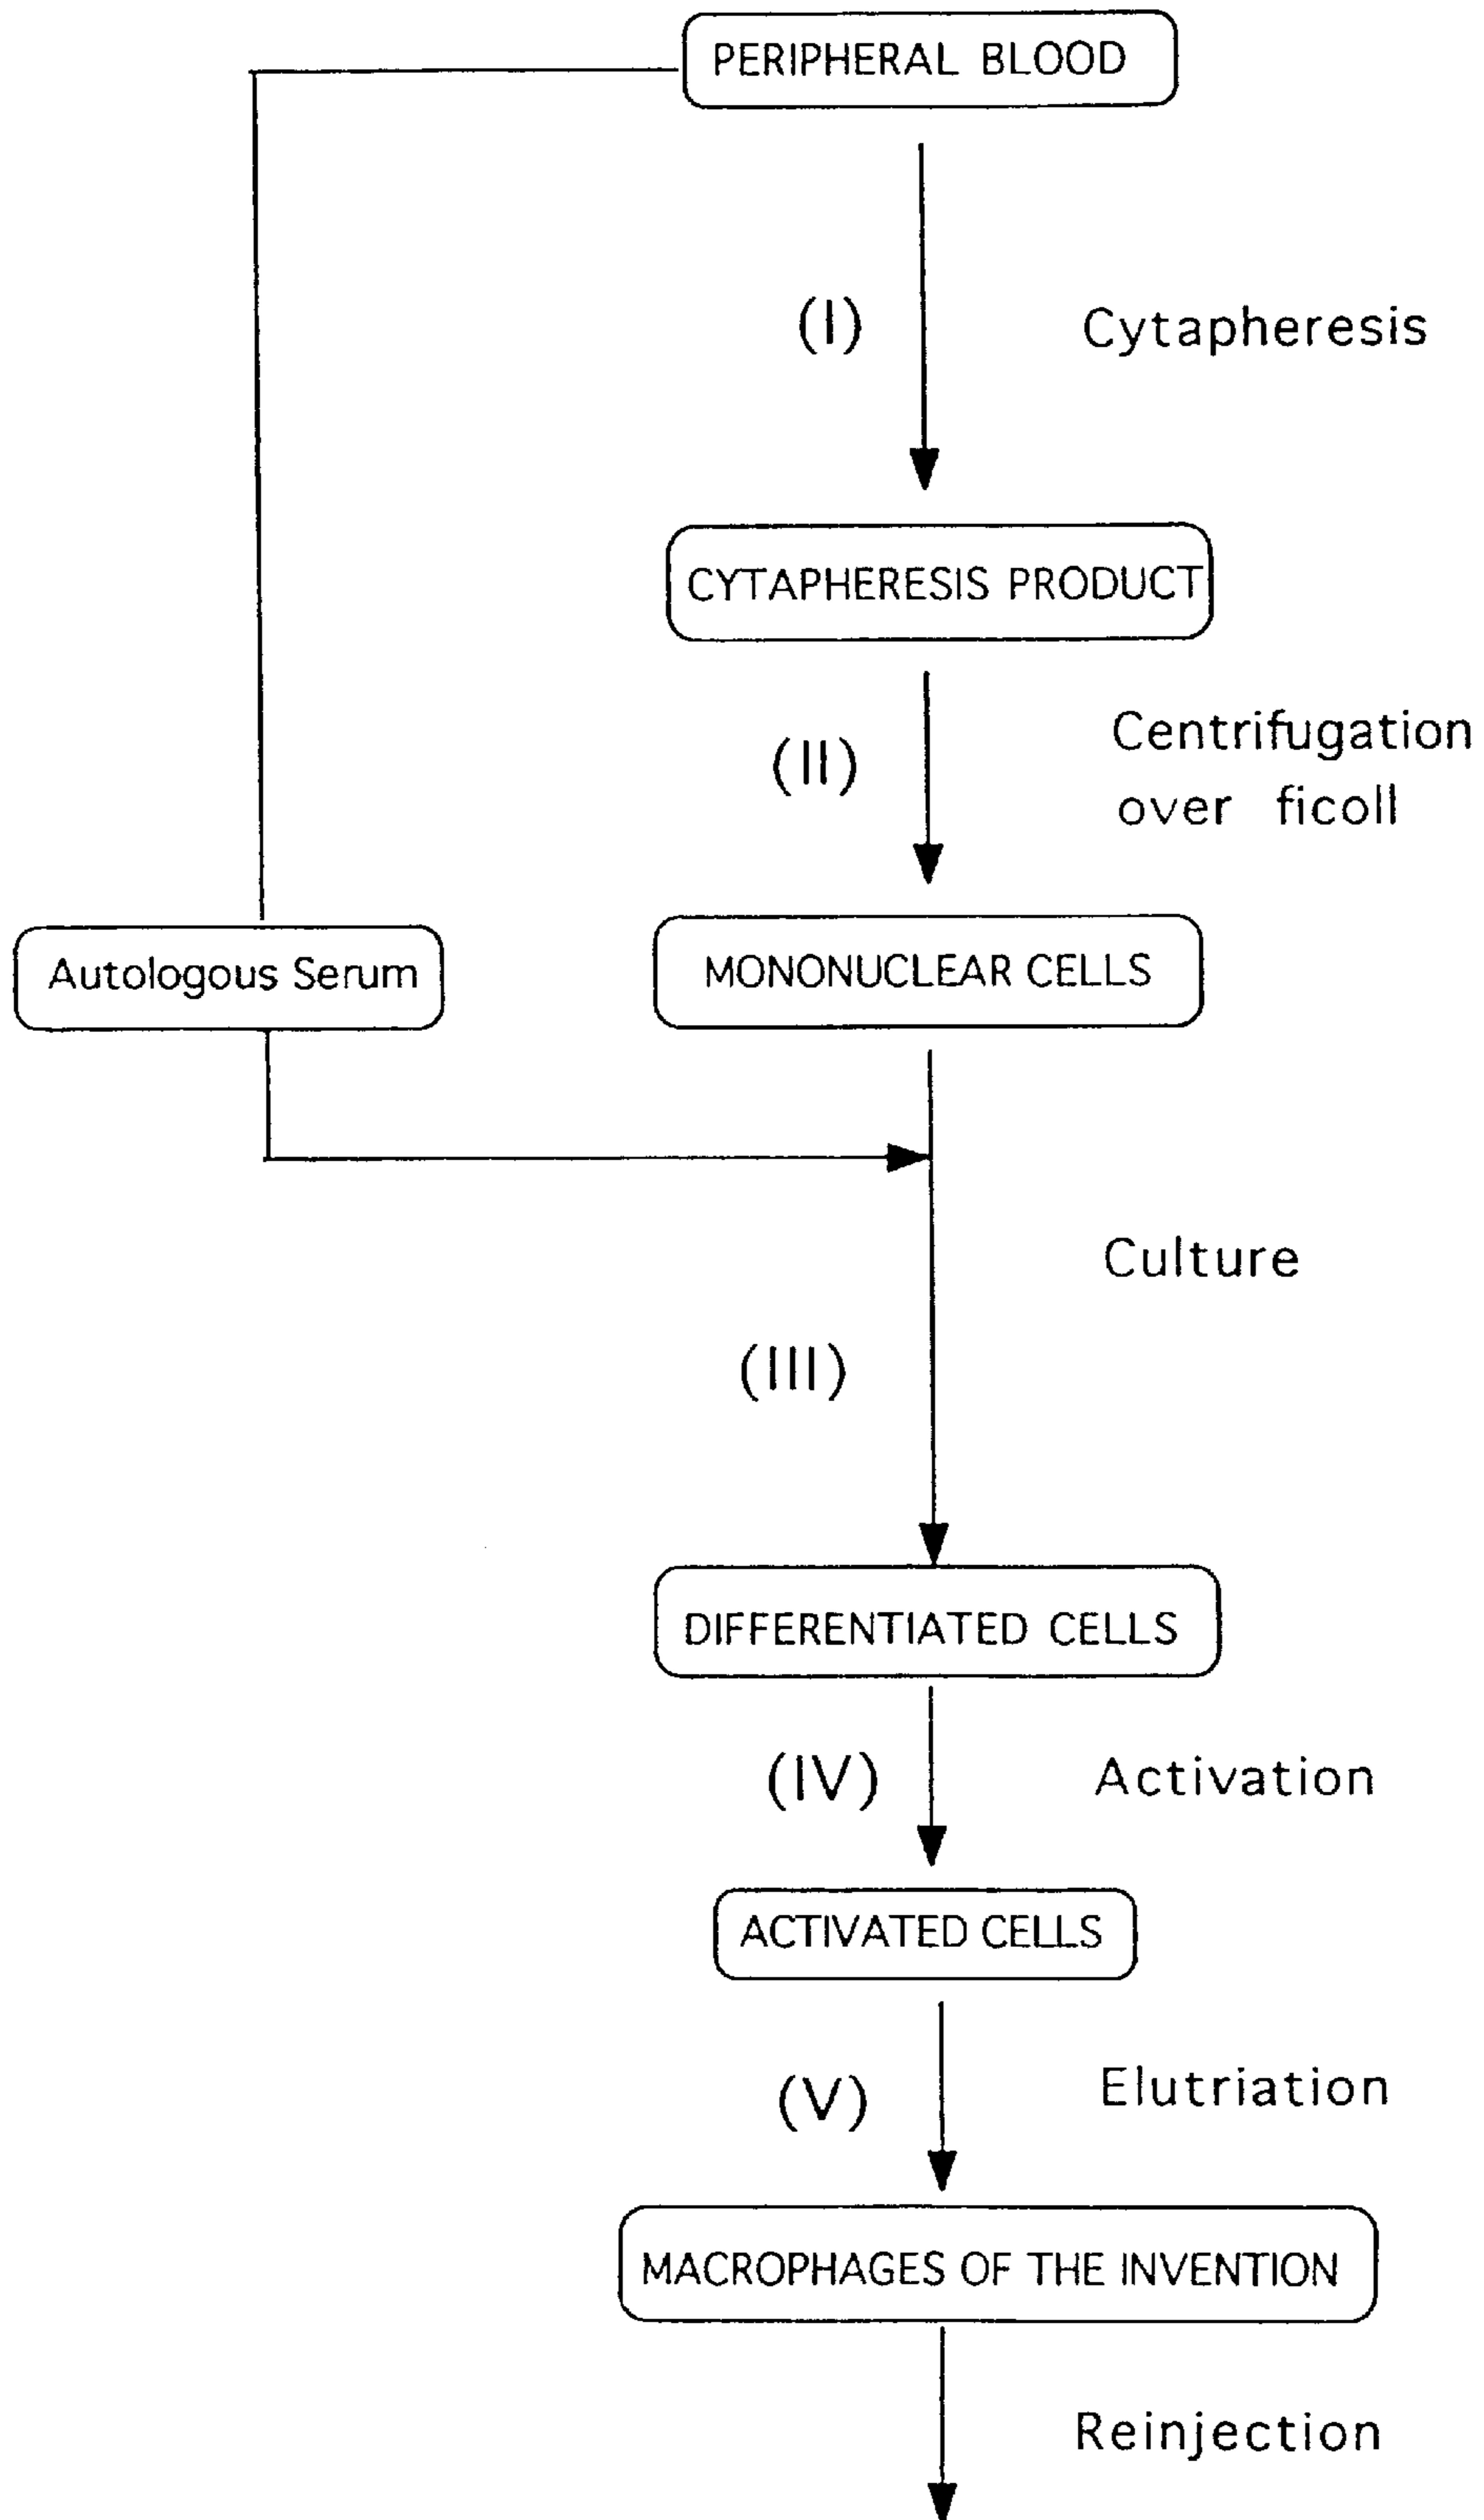 PERIPHERAL BLOOD
(I) Cytapheresis
CYTAPHERESIS PRODUCT
(II) Centrifugation
over ficoll
Autologous Serum
MONONUCLEAR CELLS
Culture
(III)
DIFFERENTIATED CELLS
(IV) Activation
ACTIVATED CELLS
(V) Elutriation
MACROPHAGES OF THE INVENTION
Reinjection